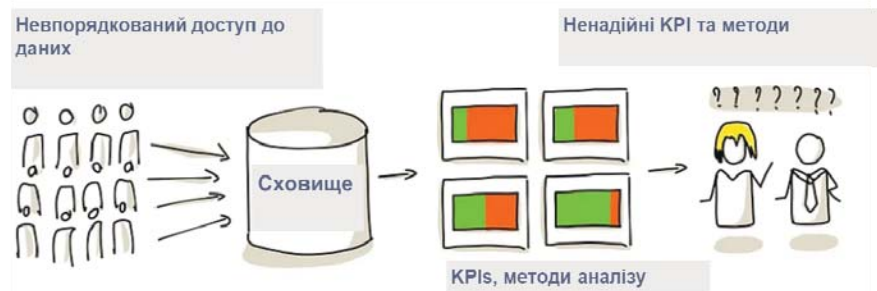 Невпорядкований доступ до
даних
Ненадійні KPI та методи
? ? ? ? ? ? ?
Сховище
KPIs, методи аналізу